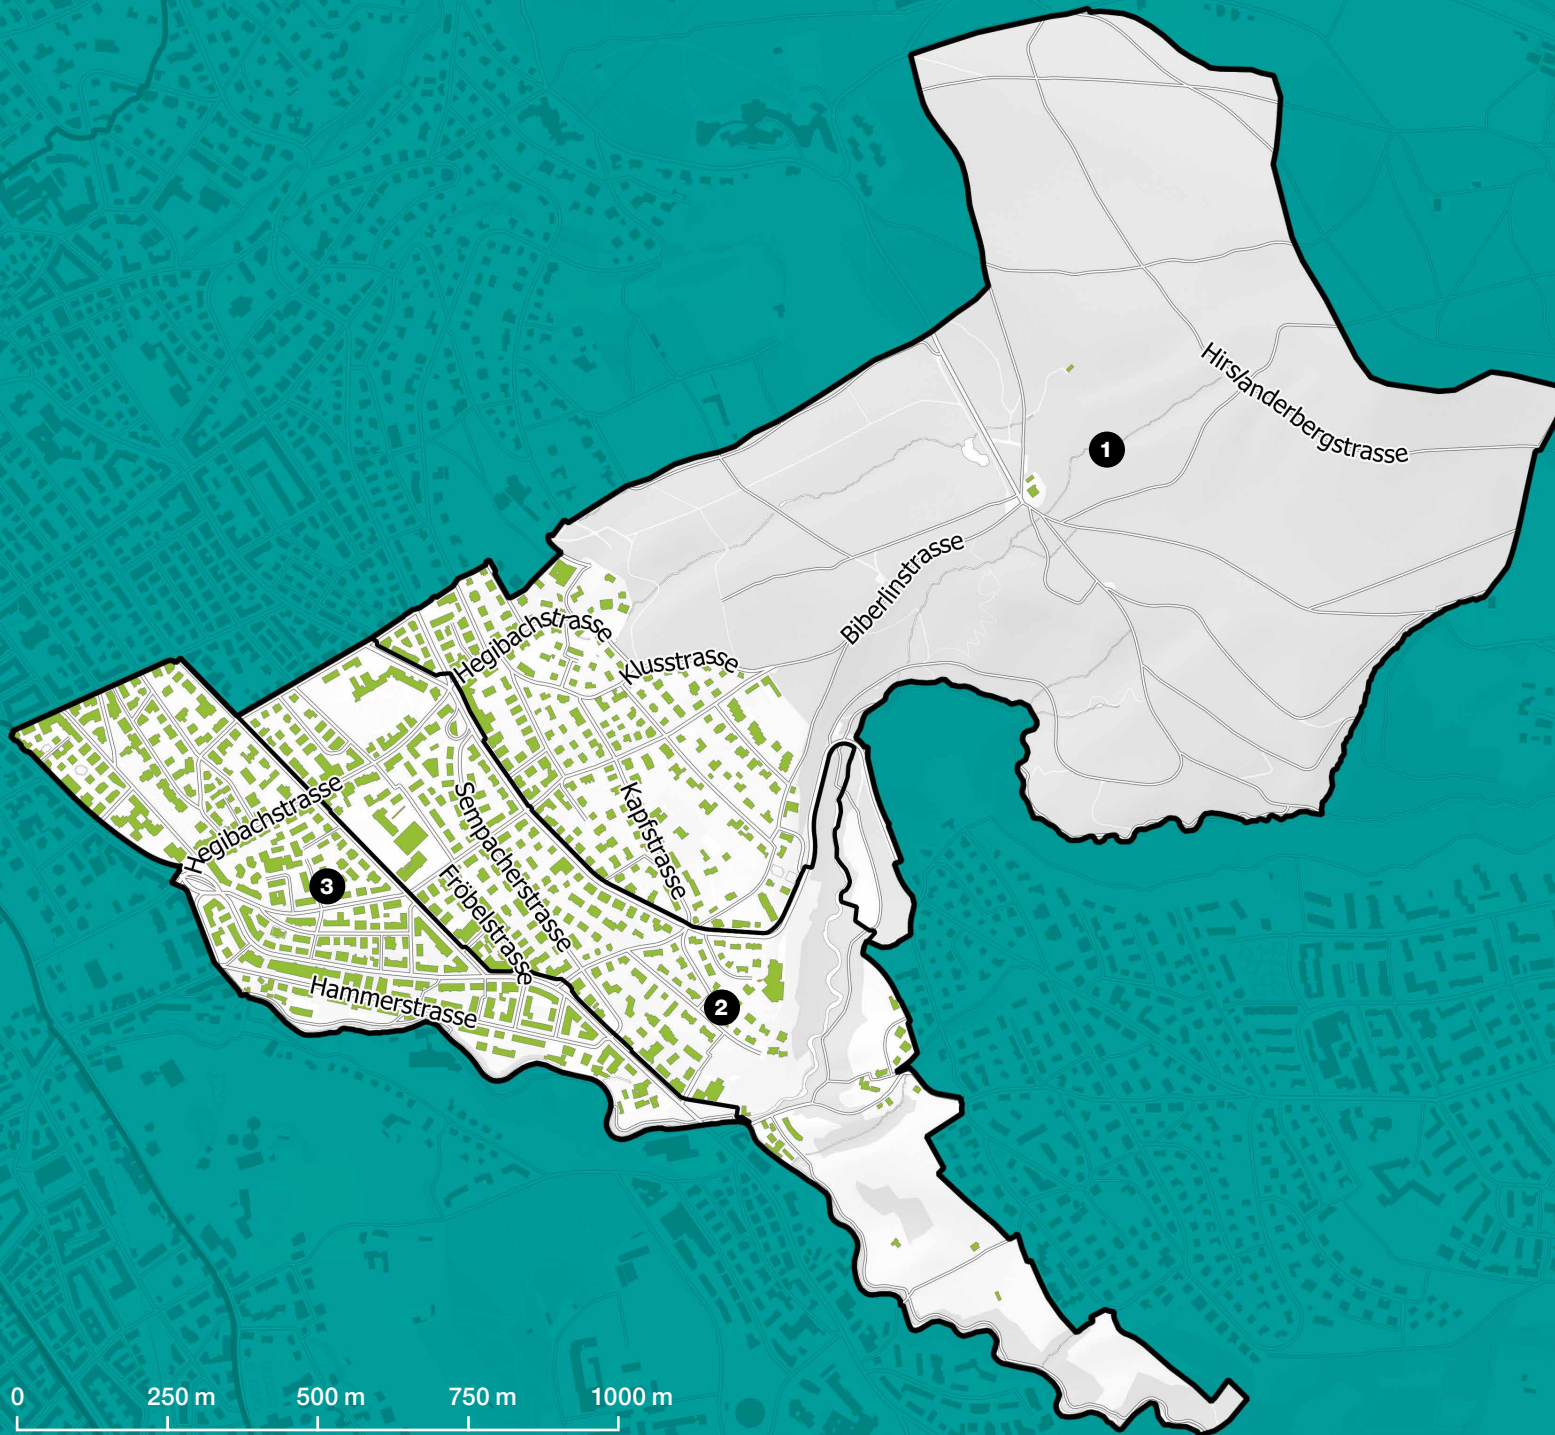 Hirslanderbergstrasse
1
Biberlinstrasse
Hegibachstrasse
Klusstrasse
Hegibachstrasse
Sempacherstrasse
Kapfstrasse
Fröbelstrasse
3
Hammerstrasse
2
0 250 m 500 m 750 m 1000 m